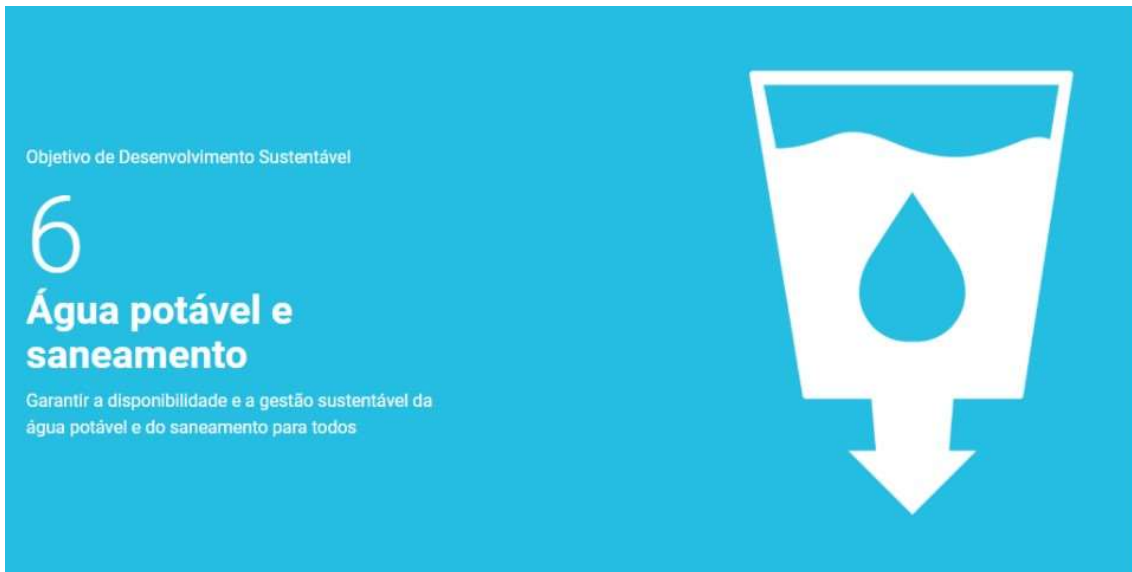 Objetivo de Desenvolvimento Sustentável
6
Água potável e
saneamento
Garantir a disponibilidade e a gestão sustentável da
água potável e do saneamento para todos